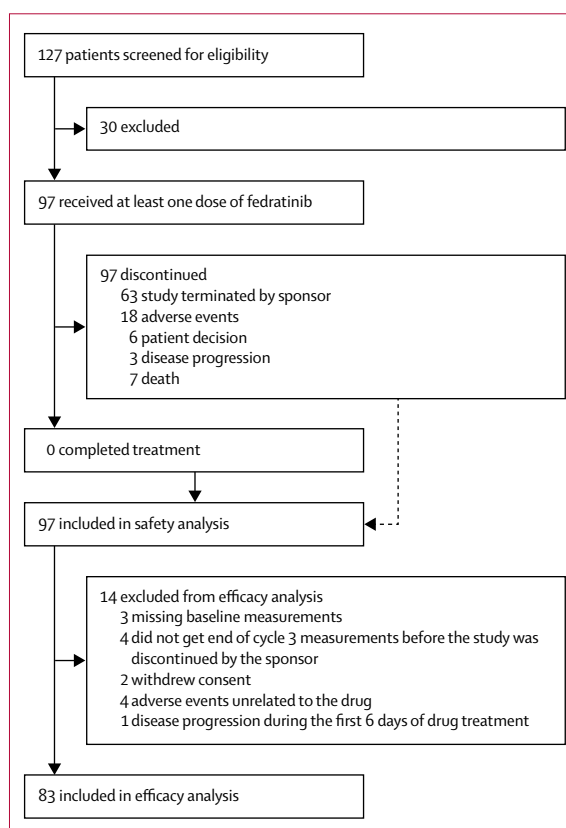 127 patients screened for eligibility
30 excluded
97 received at least one dose of fedratinib
97 discontinued
63 study terminated by sponsor
18 adverse events
6 patient decision
3 disease progression
7 death
0 completed treatment
97 included in safety analysis
14 excluded from efficacy analysis
3 missing baseline measurements
4 did not get end of cycle 3 measurements before the study was
discontinued by the sponsor
2 withdrew consent
4 adverse events unrelated to the drug
1 disease progression during the first 6 days of drug treatment
83 included in efficacy analysis